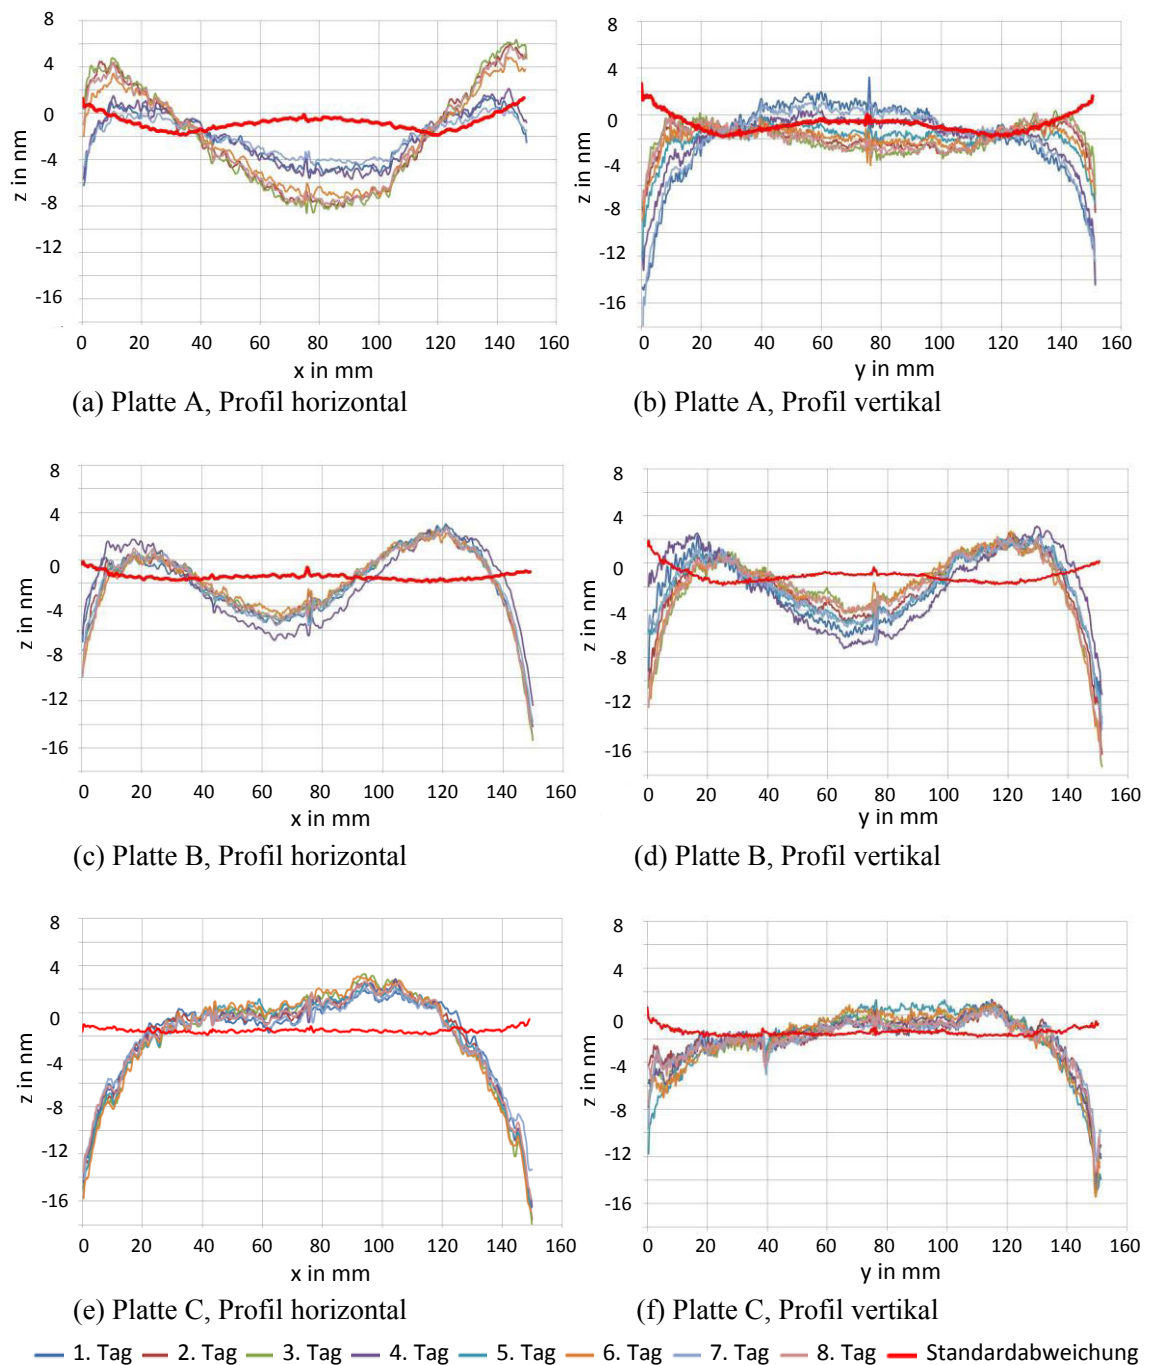 8
4
0
-4
-8
-12
-16
z in nm
0 20 40 60 80 100 120 140 160
x in mm
(a) Platte A, Profil horizontal
8
4
0
-4
-8
-12
-16
z in nm
0 20 40 60 80 100 120 140 160
y in mm
(b) Platte A, Profil vertikal
8
4
0
-4
-8
-12
-16
z in nm
0 20 40 60 80 100 120 140 160
x in mm
(c) Platte B, Profil horizontal
8
4
0
-4
-8
-12
-16
z in nm
0 20 40 60 80 100 120 140 160
y in mm
(d) Platte B, Profil vertikal
8
4
0
-4
-8
-12
-16
z in nm
0 20 40 60 80 100 120 140 160
x in mm
(e) Platte C, Profil horizontal
8
4
0
-4
-8
-12
-16
z in nm
0 20 40 60 80 100 120 140 160
y in mm
(f) Platte C, Profil vertikal
1. Tag 2. Tag 3. Tag 4. Tag 5. Tag 6. Tag 7. Tag 8. Tag Standardabweichung